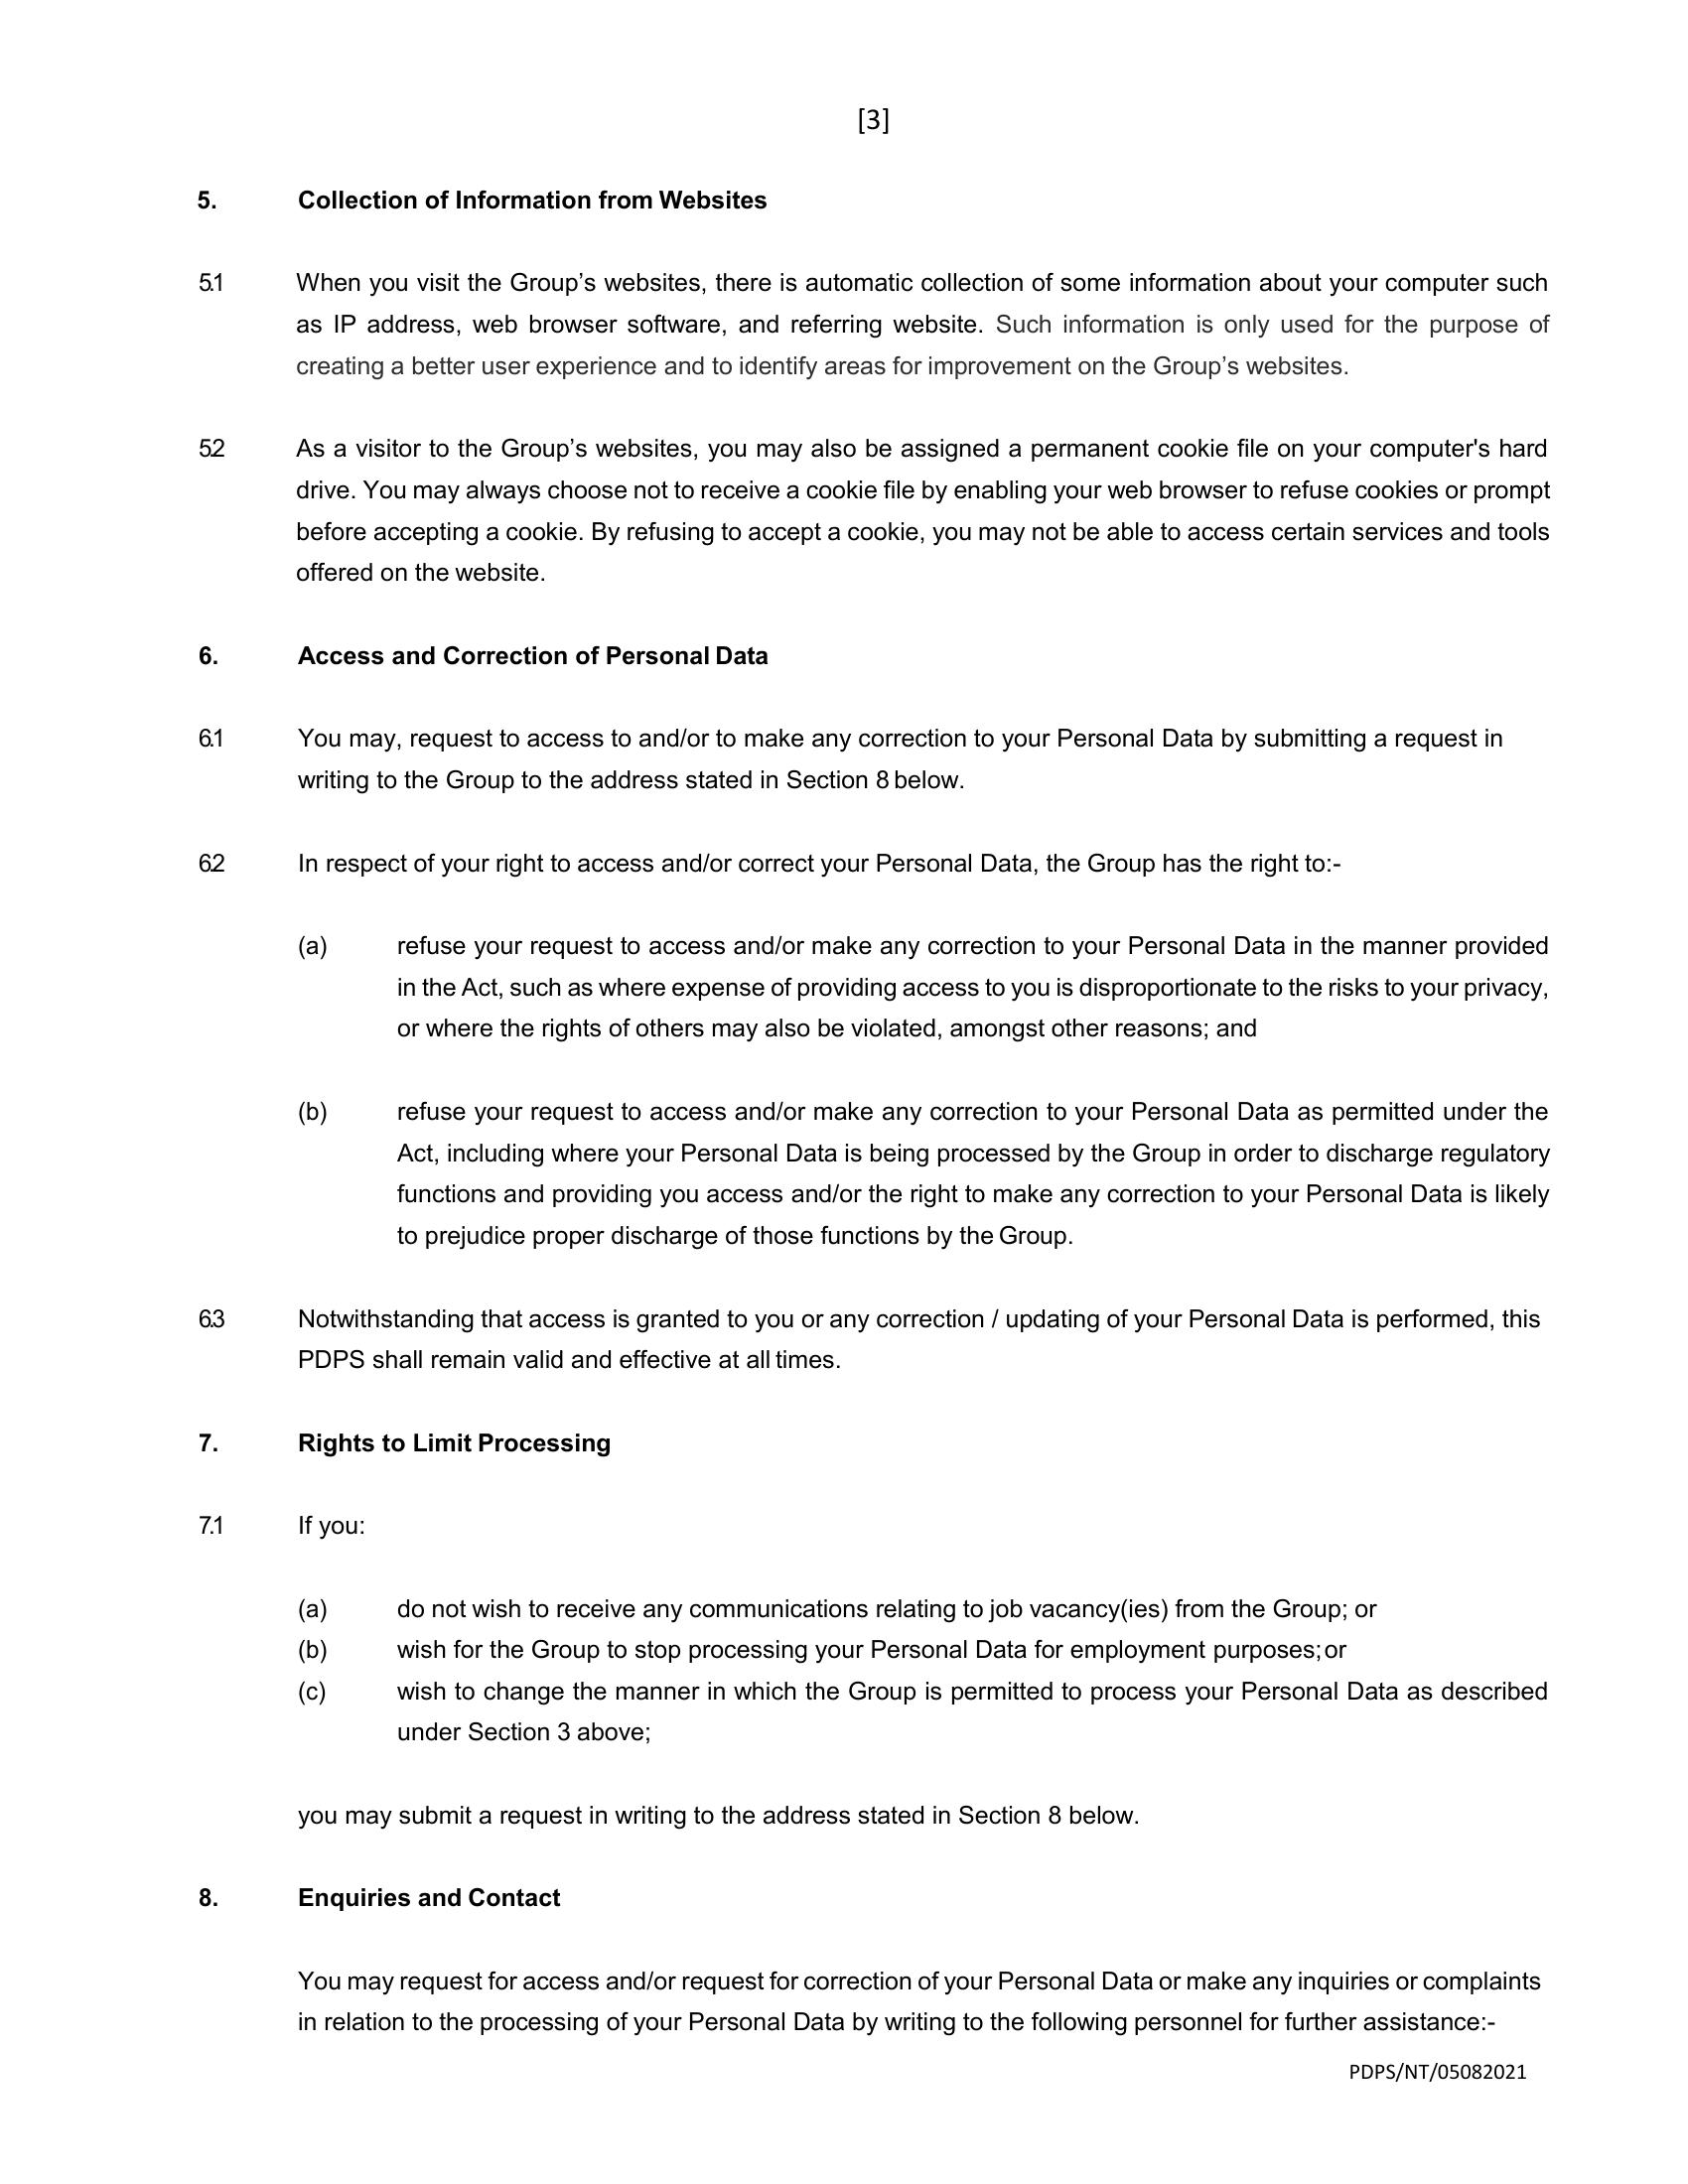 [3]
5. Collection of Information from Websites
5.1 When you visit the Group’s websites, there is automatic collection of some information about your computer such
as IP address, web browser software, and referring website. Such information is only used for the purpose of
creating a better user experience and to identify areas for improvement on the Group’s websites.
5.2 As a visitor to the Group’s websites, you may also be assigned a permanent cookie file on your computer's hard
drive. You may always choose not to receive a cookie file by enabling your web browser to refuse cookies or prompt
before accepting a cookie. By refusing to accept a cookie, you may not be able to access certain services and tools
offered on the website.
6. Access and Correction of Personal Data
6.1 You may, request to access to and/or to make any correction to your Personal Data by submitting a request in
writing to the Group to the address stated in Section 8 below.
6.2 In respect of your right to access and/or correct your Personal Data, the Group has the right to:-
(a) refuse your request to access and/or make any correction to your Personal Data in the manner provided
in the Act, such as where expense of providing access to you is disproportionate to the risks to your privacy,
or where the rights of others may also be violated, amongst other reasons; and
(b) refuse your request to access and/or make any correction to your Personal Data as permitted under the
Act, including where your Personal Data is being processed by the Group in order to discharge regulatory
functions and providing you access and/or the right to make any correction to your Personal Data is likely
to prejudice proper discharge of those functions by the Group.
6.3 Notwithstanding that access is granted to you or any correction / updating of your Personal Data is performed, this
PDPS shall remain valid and effective at all times.
7. Rights to Limit Processing
7.1 If you:
(a) do not wish to receive any communications relating to job vacancy(ies) from the Group; or
(b) wish for the Group to stop processing your Personal Data for employment purposes; or
(c) wish to change the manner in which the Group is permitted to process your Personal Data as described
under Section 3 above;
you may submit a request in writing to the address stated in Section 8 below.
8. Enquiries and Contact
You may request for access and/or request for correction of your Personal Data or make any inquiries or complaints
in relation to the processing of your Personal Data by writing to the following personnel for further assistance:-
PDPS/NT/05082021